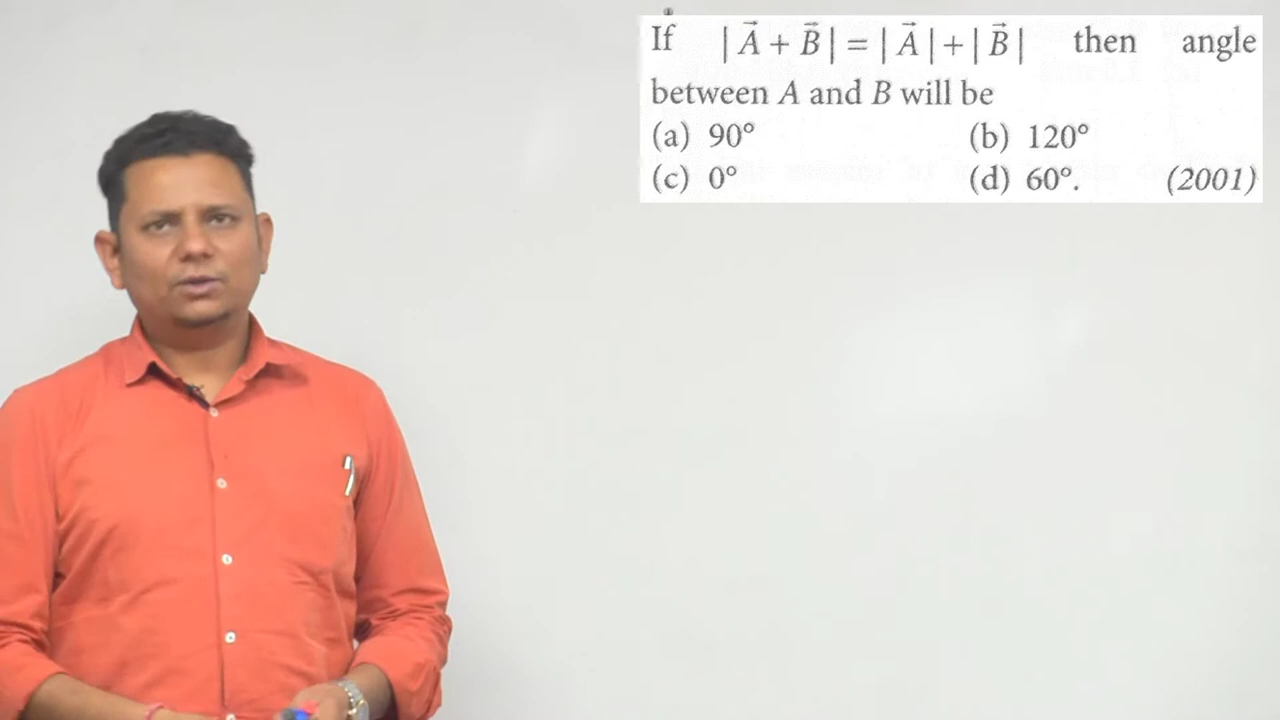 If | A⃗ + B⃗ | = | A⃗ | + | B⃗ | then angle
between A and B will be
(a) 90° (b) 120°
(c) 0° (d) 60°. (2001)